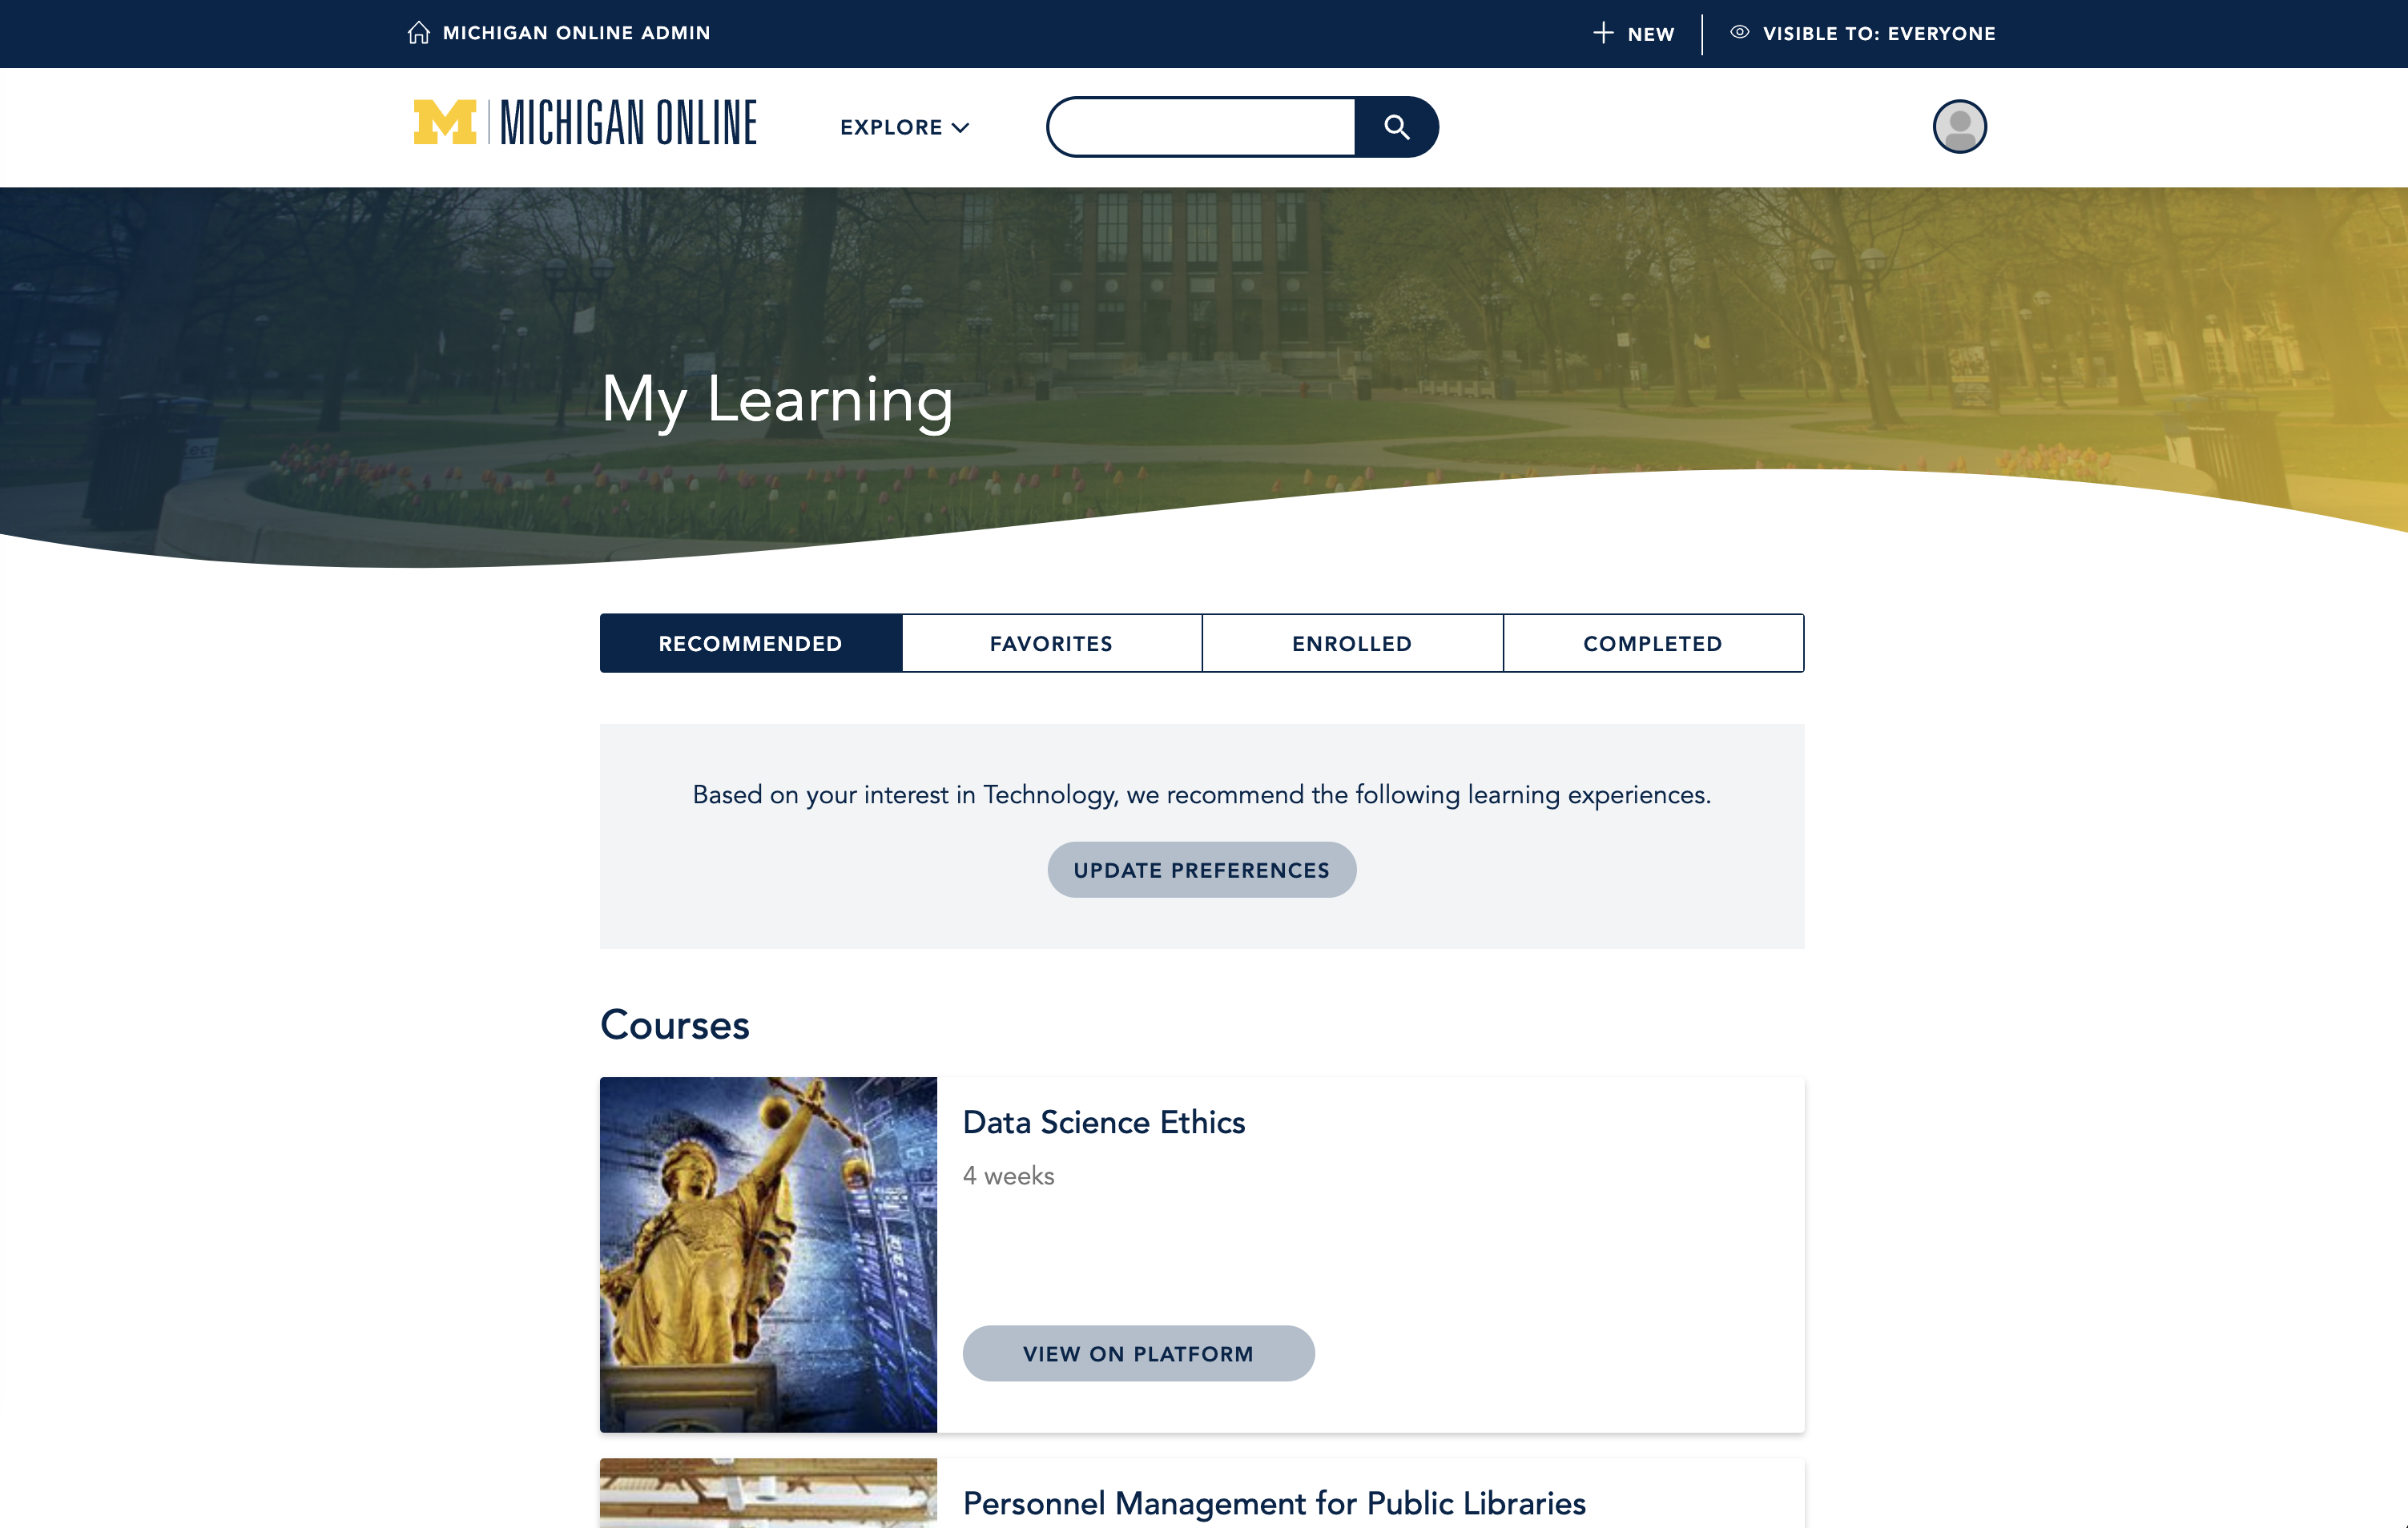 MICHIGAN ONLINE ADMIN
NEW
VISIBLE TO: EVERYONE
M MICHIGAN ONLINE
EXPLORE
My Learning
RECOMMENDED
FAVORITES
ENROLLED
COMPLETED
Based on your interest in Technology, we recommend the following learning experiences.
UPDATE PREFERENCES
Courses
Data Science Ethics
4 weeks
VIEW ON PLATFORM
Personnel Management for Public Libraries